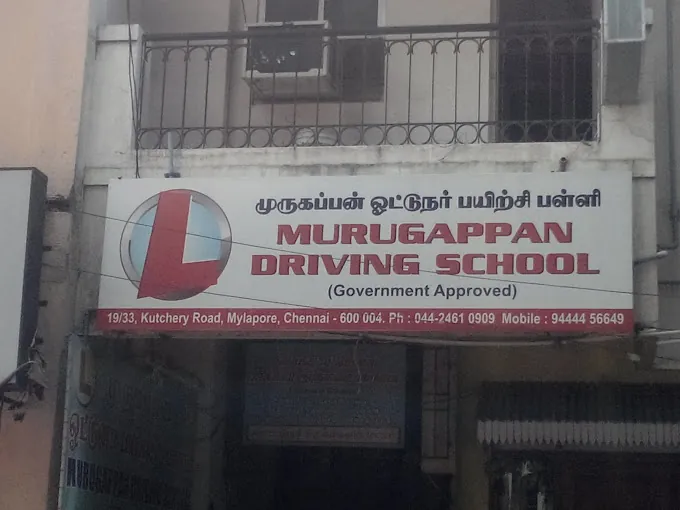 L
முருகப்பன் ஓட்டுநர் பயிற்சி பள்ளி
MURUGAPPAN
DRIVING SCHOOL
(Government Approved)
19/33, Kutchery Road, Mylapore, Chennai - 600 004. Ph : 044-2461 0909 Mobile : 94444 56649